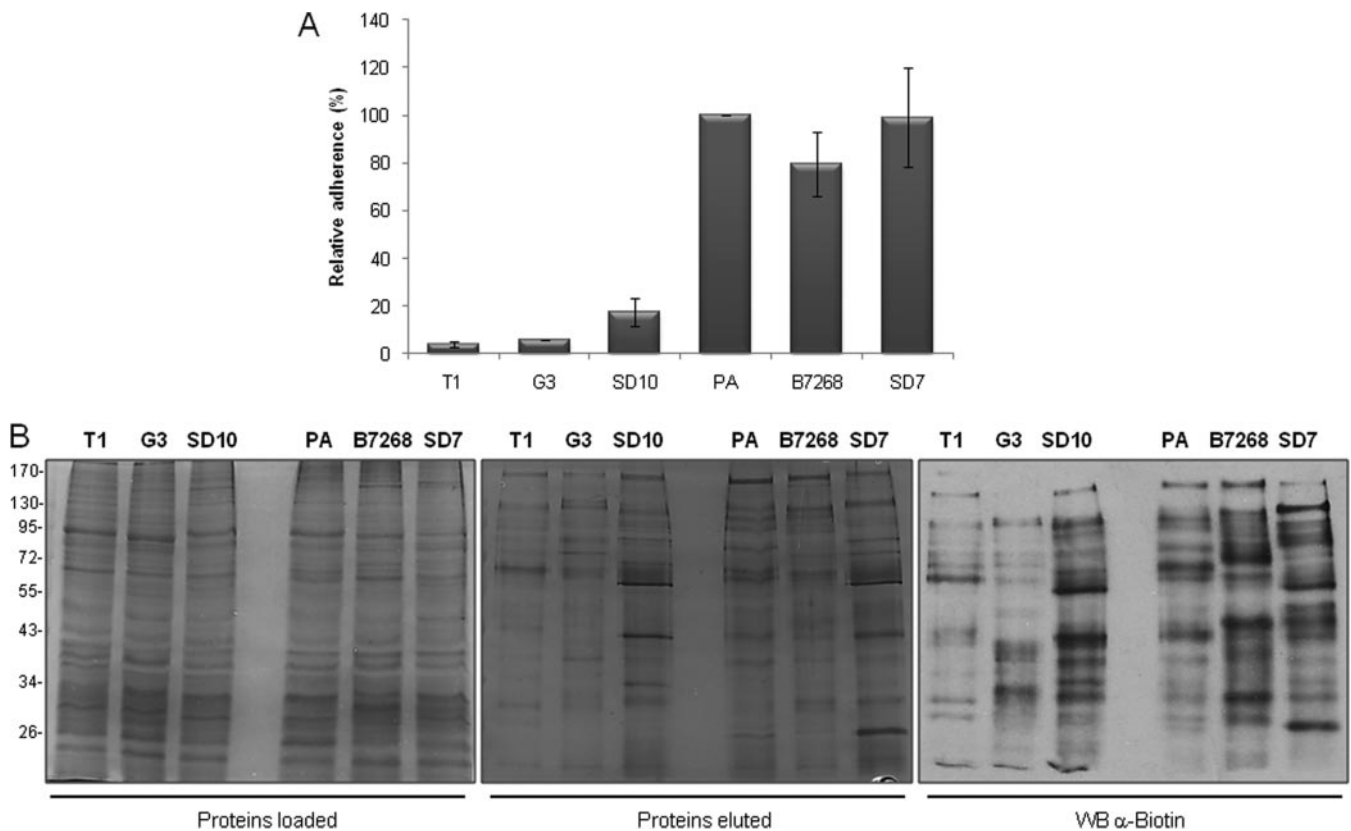 A
140
120
100
80
60
40
20
0
Relative adherence (%)
T1 G3 SD10 PA B7268 SD7
B
T1 G3 SD10 PA B7268 SD7
T1 G3 SD10 PA B7268 SD7
T1 G3 SD10 PA B7268 SD7
170-
130-
95-
72-
55-
43-
34-
26-
Proteins loaded
Proteins eluted
WB α-Biotin